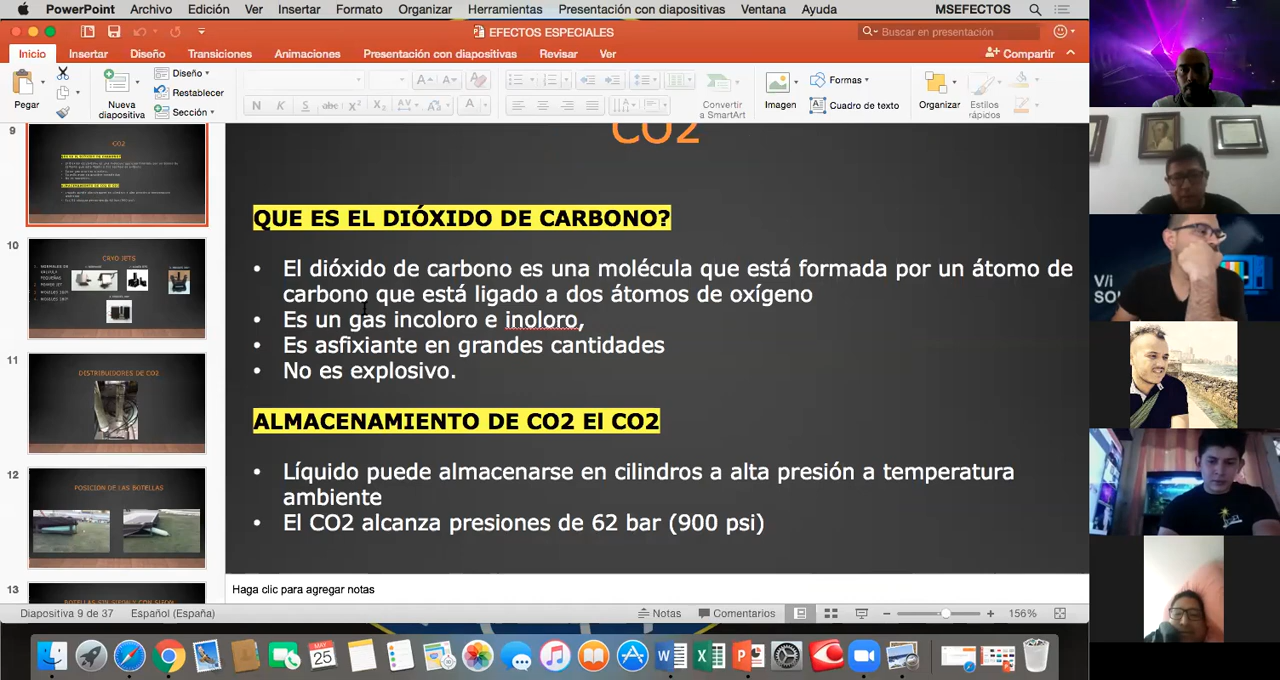 PowerPoint Archivo Edición Ver Insertar Formato Organizar Herramientas Presentación con diapositivas Ventana Ayuda MSEFECTOS
EFECTOS ESPECIALES
Buscar en presentación
Inicio Insertar Diseño Transiciones Animaciones Presentación con diapositivas Revisar Ver Compartir
Pegar
Nueva diapositiva
Diseño
Restablecer
Sección
Convertir a SmartArt
Imagen
Formas
Cuadro de texto
Organizar
Estilos rápidos
9
CO2
10
CRYO JETS
11
DISTRIBUIDORES DE CO2
12
POSICION DE LAS BOTELLAS
13
CO2
QUE ES EL DIÓXIDO DE CARBONO?
• El dióxido de carbono es una molécula que está formada por un átomo de
carbono que está ligado a dos átomos de oxígeno
• Es un gas incoloro e inoloro,
• Es asfixiante en grandes cantidades
• No es explosivo.
ALMACENAMIENTO DE CO2 El CO2
• Líquido puede almacenarse en cilindros a alta presión a temperatura
ambiente
• El CO2 alcanza presiones de 62 bar (900 psi)
Haga clic para agregar notas
Diapositiva 9 de 37 Español (España) Notas Comentarios 156%
MAY
25
V/i